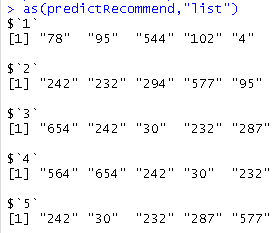 > as(predictRecommend,"list")
$`1`
[1] "78" "95" "544" "102" "4"
$`2`
[1] "242" "232" "294" "577" "95"
$`3`
[1] "654" "242" "30" "232" "287"
$`4`
[1] "564" "654" "242" "30" "232"
$`5`
[1] "242" "30" "232" "287" "577"